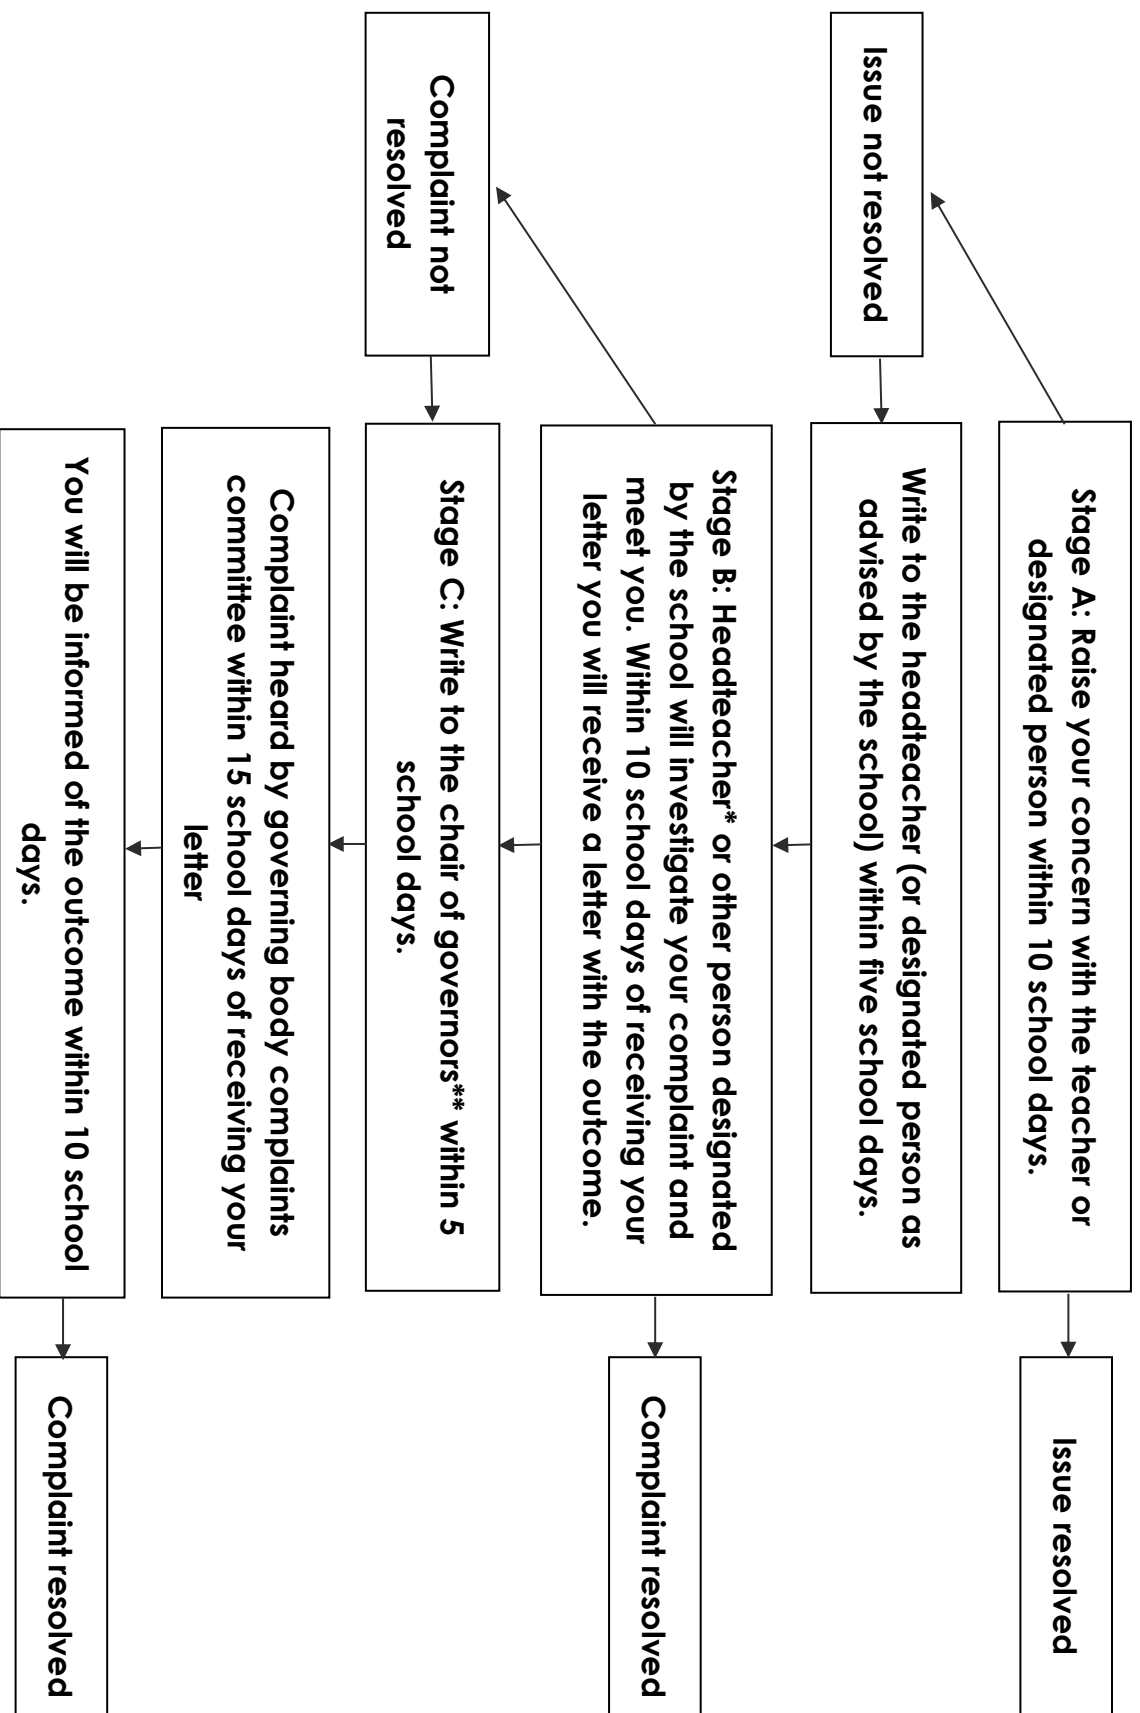 Stage A: Raise your concern with the teacher or
designated person within 10 school days.
Issue resolved
Issue not resolved
Write to the headteacher (or designated person as
advised by the school) within five school days.
Stage B: Headteacher* or other person designated
by the school will investigate your complaint and
meet you. Within 10 school days of receiving your
letter you will receive a letter with the outcome.
Complaint resolved
Complaint not
resolved
Stage C: Write to the chair of governors** within 5
school days.
Complaint heard by governing body complaints
committee within 15 school days of receiving your
letter
You will be informed of the outcome within 10 school
days.
Complaint resolved